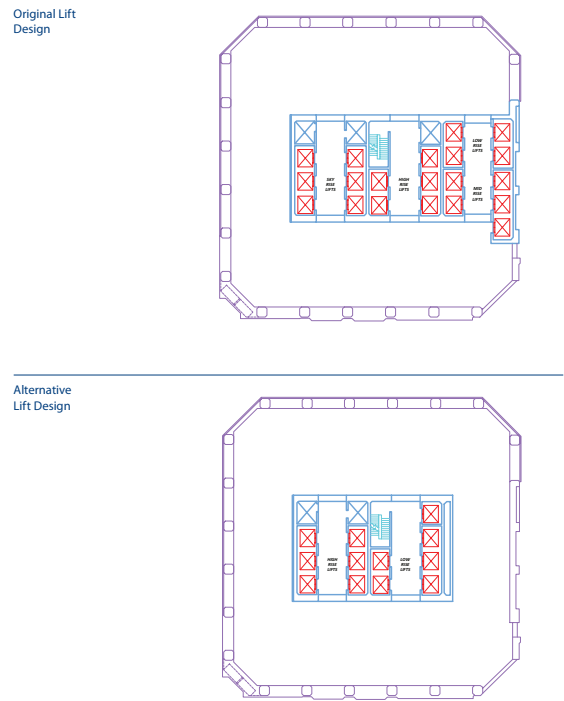 Original Lift
Design
LOW
RISE
LIFTS
SKY
RISE
LIFTS
HIGH
RISE
LIFTS
MID
RISE
LIFTS
Alternative
Lift Design
HIGH
RISE
LIFTS
LOW
RISE
LIFTS